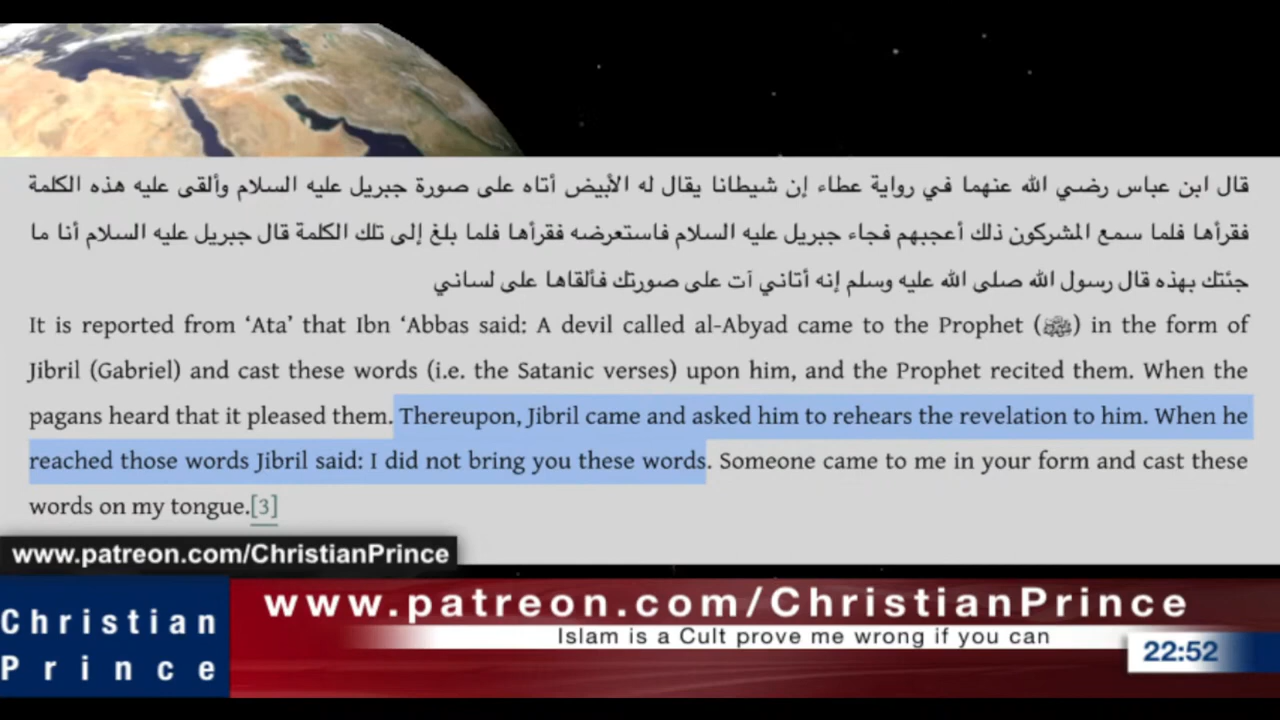 قال ابن عباس رضي الله عنهما في رواية عطاء إن شيطانا يقال له الأبيض أتاه على صورة جبريل عليه السلام وألقى عليه هذه الكلمة
فقرأها فلما سمع المشركون ذلك أعجبهم فجاء جبريل عليه السلام فاستعرضه فقرأها فلما بلغ إلى تلك الكلمة قال جبريل عليه السلام أنا ما
جئتك بهذه قال رسول الله صلى الله عليه وسلم إنه أتاني آت على صورتك فألقاها على لساني
It is reported from ‘Ata’ that Ibn ‘Abbas said: A devil called al-Abyad came to the Prophet (ﷺ) in the form of
Jibril (Gabriel) and cast these words (i.e. the Satanic verses) upon him, and the Prophet recited them. When the
pagans heard that it pleased them. Thereupon, Jibril came and asked him to rehears the revelation to him. When he
reached those words Jibril said: I did not bring you these words. Someone came to me in your form and cast these
words on my tongue.[3]
www.patreon.com/ChristianPrince
www.patreon.com/ChristianPrince
Islam is a Cult prove me wrong if you can
Christian
Prince
22:52